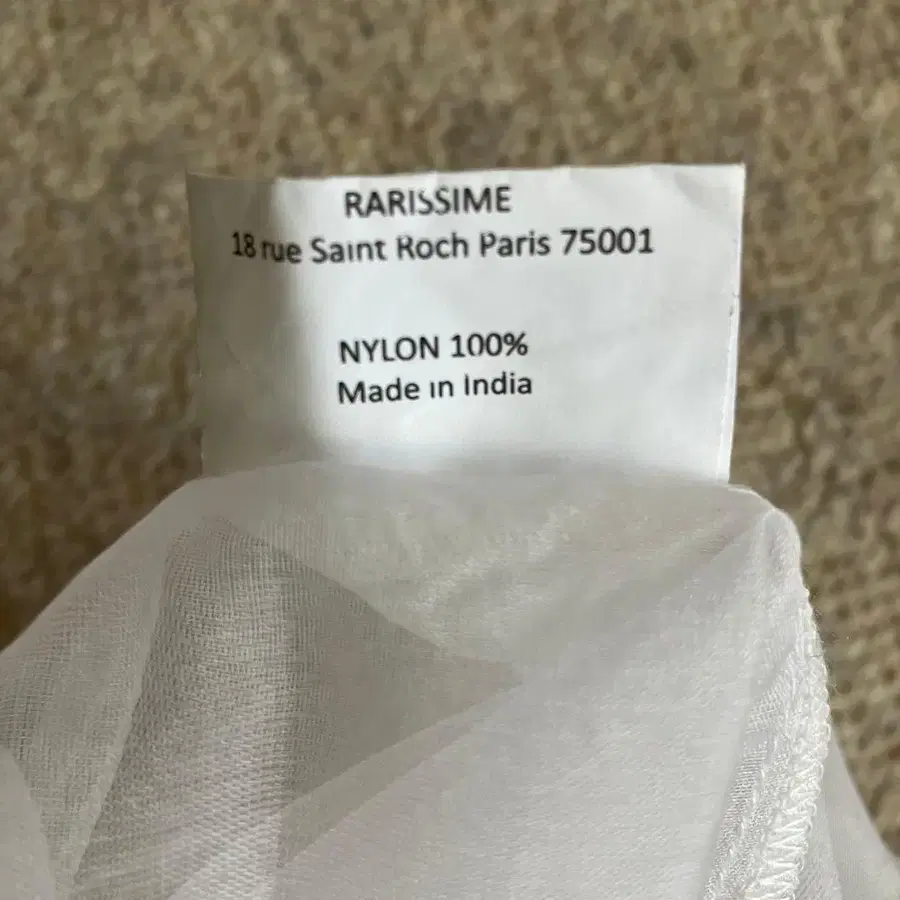 RARISSIME
18 rue Saint Roch Paris 75001
NYLON 100%
Made in India